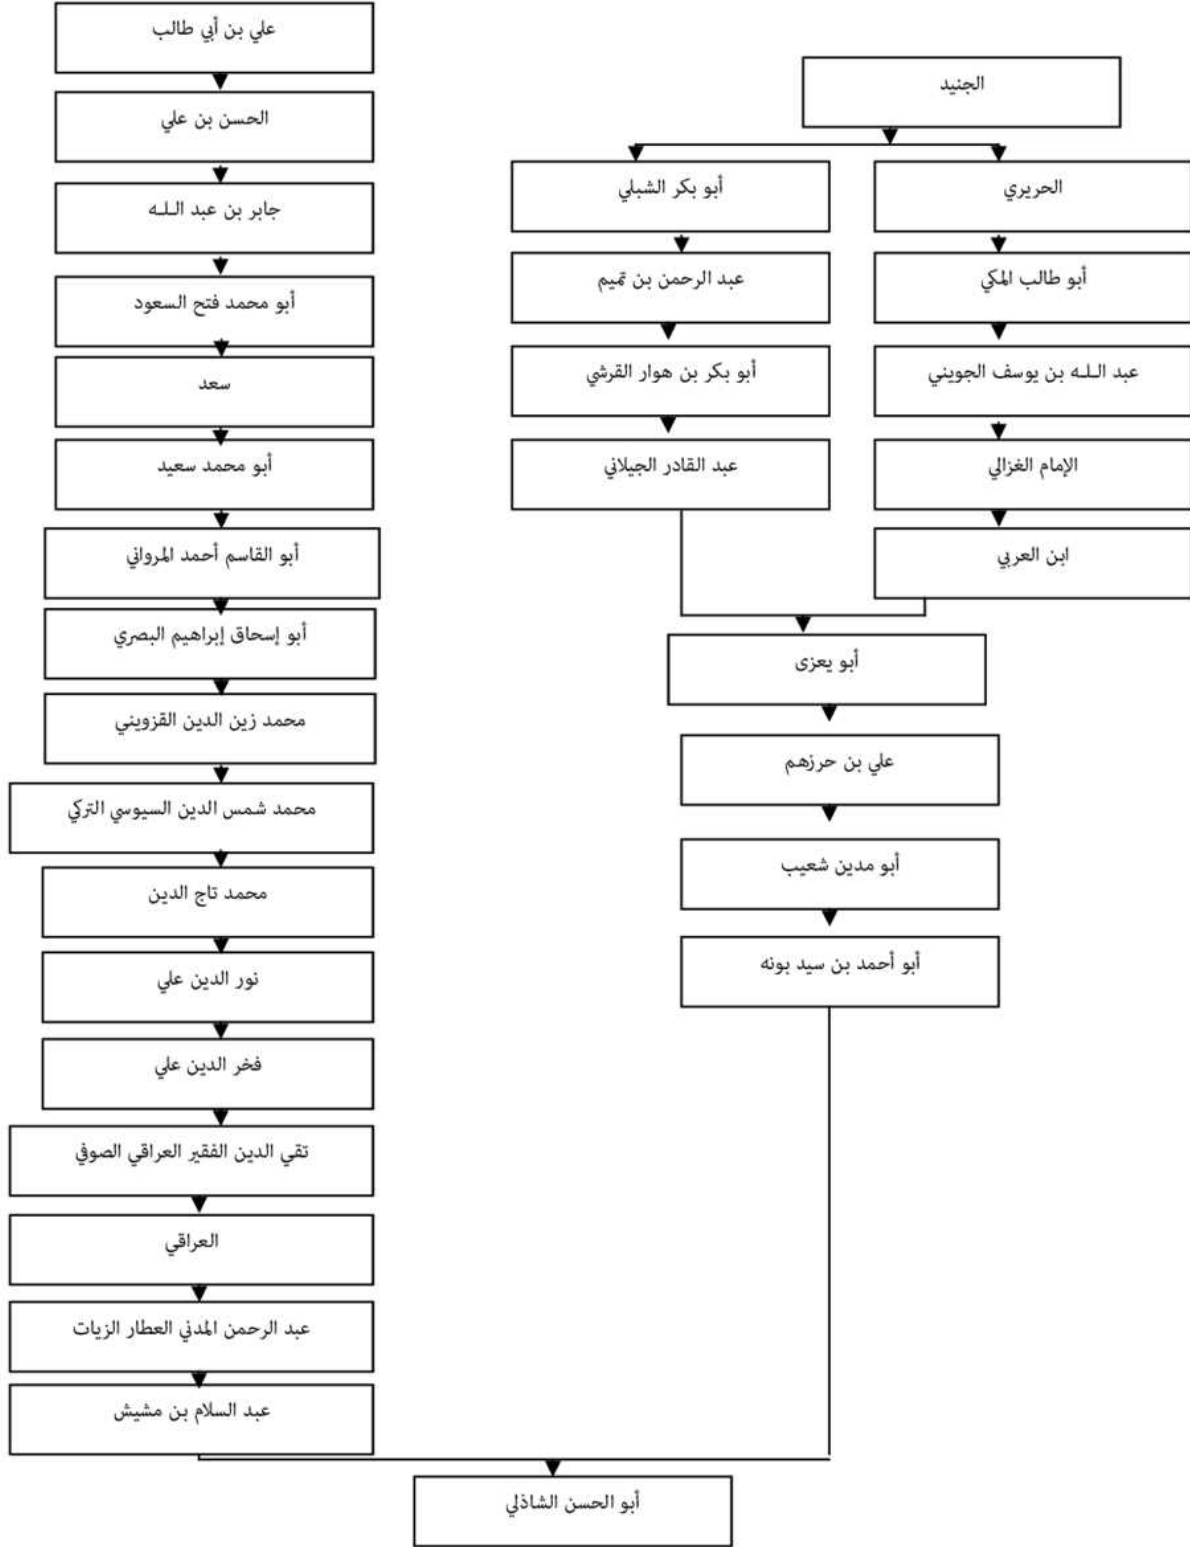 علي بن أبي طالب
الحسن بن علي
جابر بن عبد الـلـه
أبو محمد فتح السعود
سعد
أبو محمد سعيد
أبو القاسم أحمد المرواني
أبو إسحاق إبراهيم البصري
محمد زين الدين القزويني
محمد شمس الدين السيوسي التركي
محمد تاج الدين
نور الدين علي
فخر الدين علي
تقي الدين الفقير العراقي الصوفي
العراقي
عبد الرحمن المدني العطار الزيات
عبد السلام بن مشيش
الجنيد
الحريري
أبو طالب المكي
عبد الـلـه بن يوسف الجويني
الإمام الغزالي
ابن العربي
أبو بكر الشبلي
عبد الرحمن بن تميم
أبو بكر بن هوار القرشي
عبد القادر الجيلاني
أبو يعزى
علي بن حرزهم
أبو مدين شعيب
أبو أحمد بن سيد بونه
أبو الحسن الشاذلي